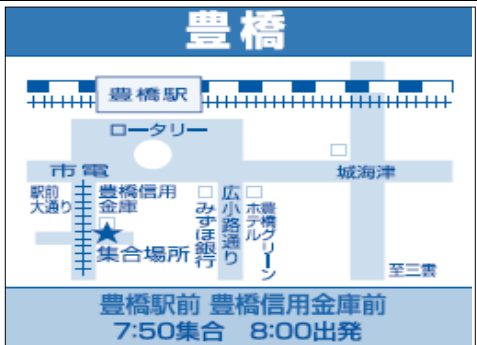 豊橋
豊橋駅
ロータリー
市電
城海津
駅前
大通り
豊橋信用
金庫
集合場所
みずほ銀行
広小路通り
豊橋グリーン
ホテル
至三雲
豊橋駅前 豊橋信用金庫前
7:50集合 8:00出発